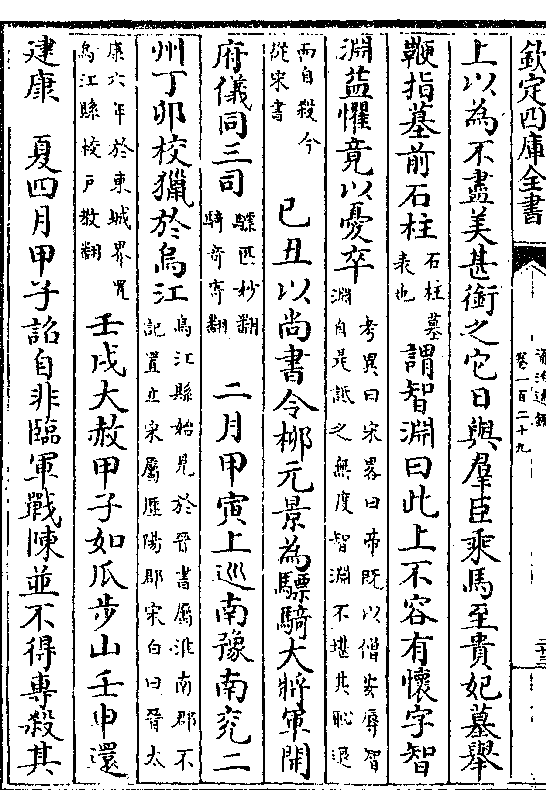 欽定四庫全書
資治通鑑
卷一百二十九
二十三
上以為不盡美甚銜之它日與羣臣乘馬至貴妃墓舉
鞭指墓前石柱石柱墓表也謂智淵曰此上不容有懷字智
淵益懼竟以憂卒考異曰宋畧曰帝既以僧安辱智淵自是詆之無度智淵不堪其恥退
而自殺今從宋書 己丑以尚書令柳元景為驃騎大將軍開
府儀同三司驃匹妙翻騎奇寄翻 二月甲寅上巡南豫南兗二
州丁卯校獵於烏江烏江縣始見於晉書屬淮南郡不記置立宋屬歷陽郡宋白曰晉太
康六年於東城界置烏江縣校戶教翻 壬戌大赦甲子如瓜步山壬申還
建康 夏四月甲子詔自非臨軍戰陳並不得專殺其